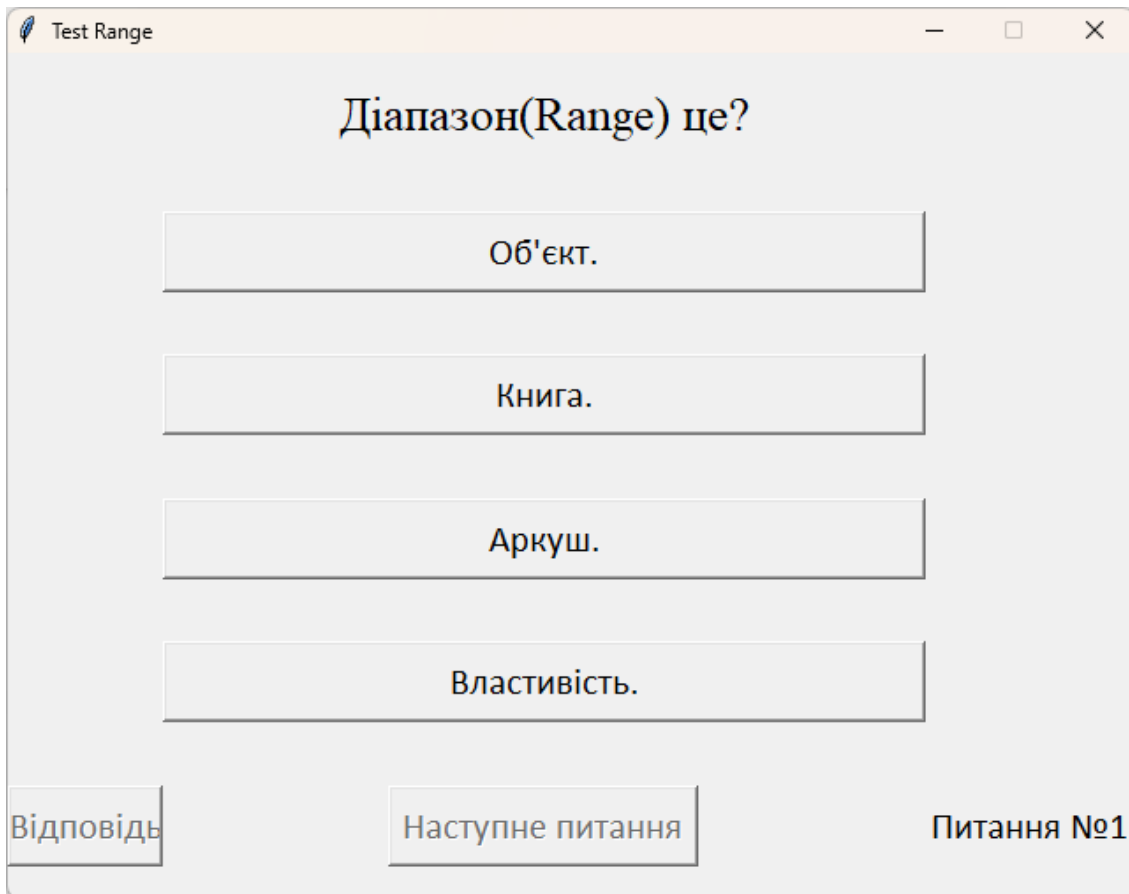 Test Range
Діапазон(Range) це?
Об'єкт.
Книга.
Аркуш.
Властивість.
Відповідь
Наступне питання
Питання №1